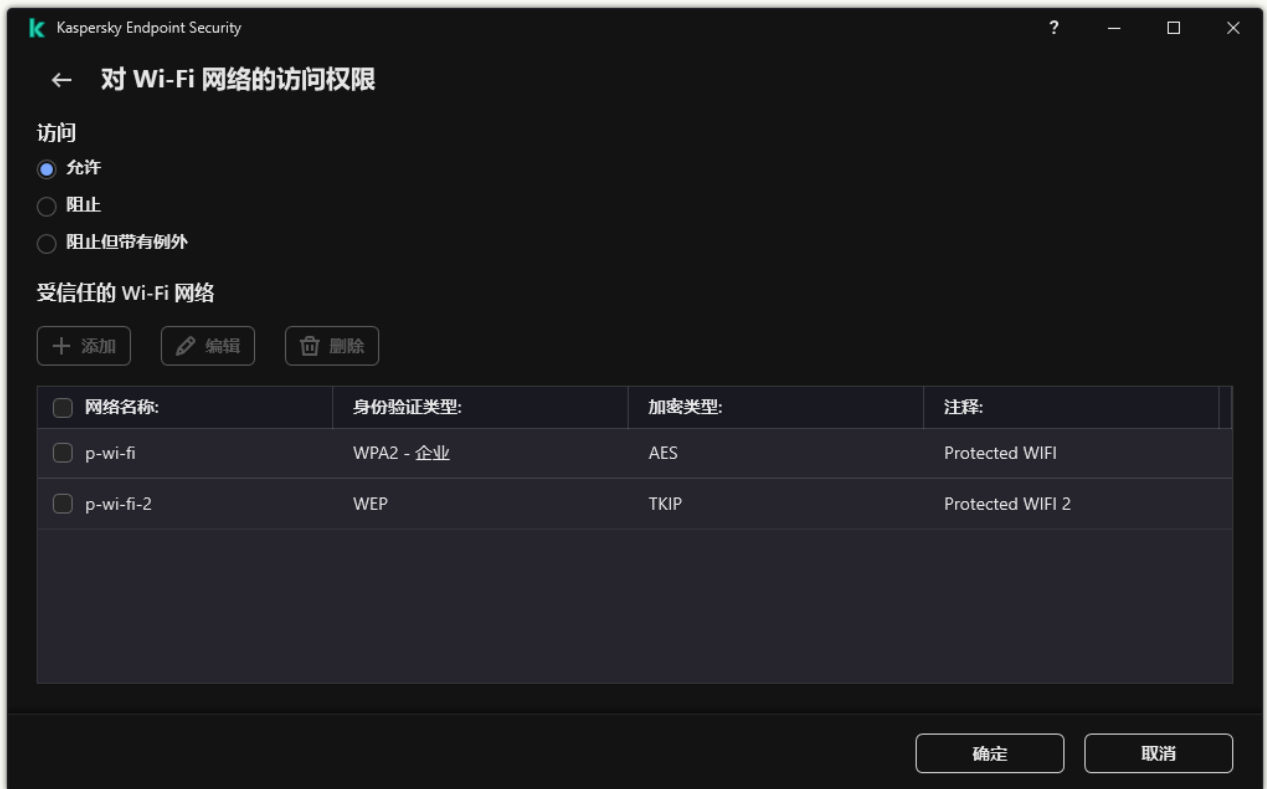 Kaspersky Endpoint Security
?
对 Wi-Fi 网络的访问权限
访问
允许
阻止
阻止但带有例外
受信任的 Wi-Fi 网络
添加 编辑 删除
网络名称: 身份验证类型: 加密类型: 注释:
p-wi-fi WPA2 - 企业 AES Protected WIFI
p-wi-fi-2 WEP TKIP Protected WIFI 2
确定 取消